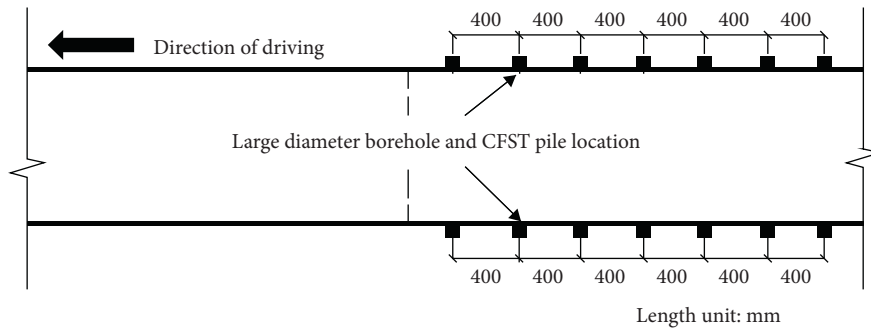 400 400 400 400 400 400
Direction of driving
Large diameter borehole and CFST pile location
400 400 400 400 400 400
Length unit: mm